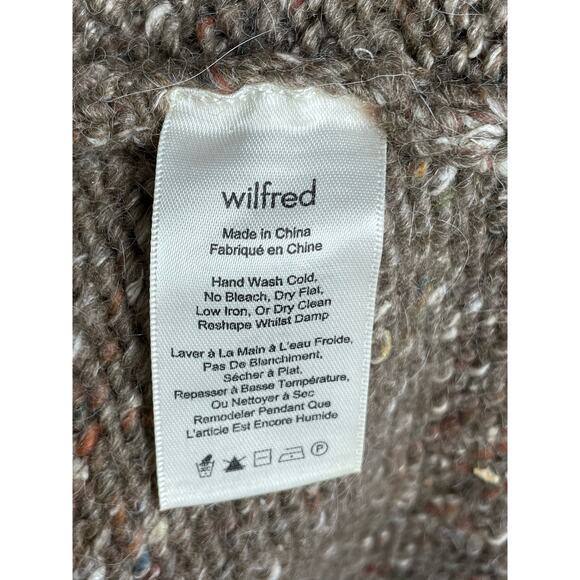 wilfred
Made in China
Fabriqué en Chine
Hand Wash Cold,
No Bleach, Dry Flat,
Low Iron, Or Dry Clean
Reshape Whilst Damp
Laver à La Main à L'eau Froide,
Pas De Blanchiment,
Sécher à Plat,
Repasser à Basse Température,
Ou Nettoyer à Sec
Remodeler Pendant Que
L'article Est Encore Humide
P